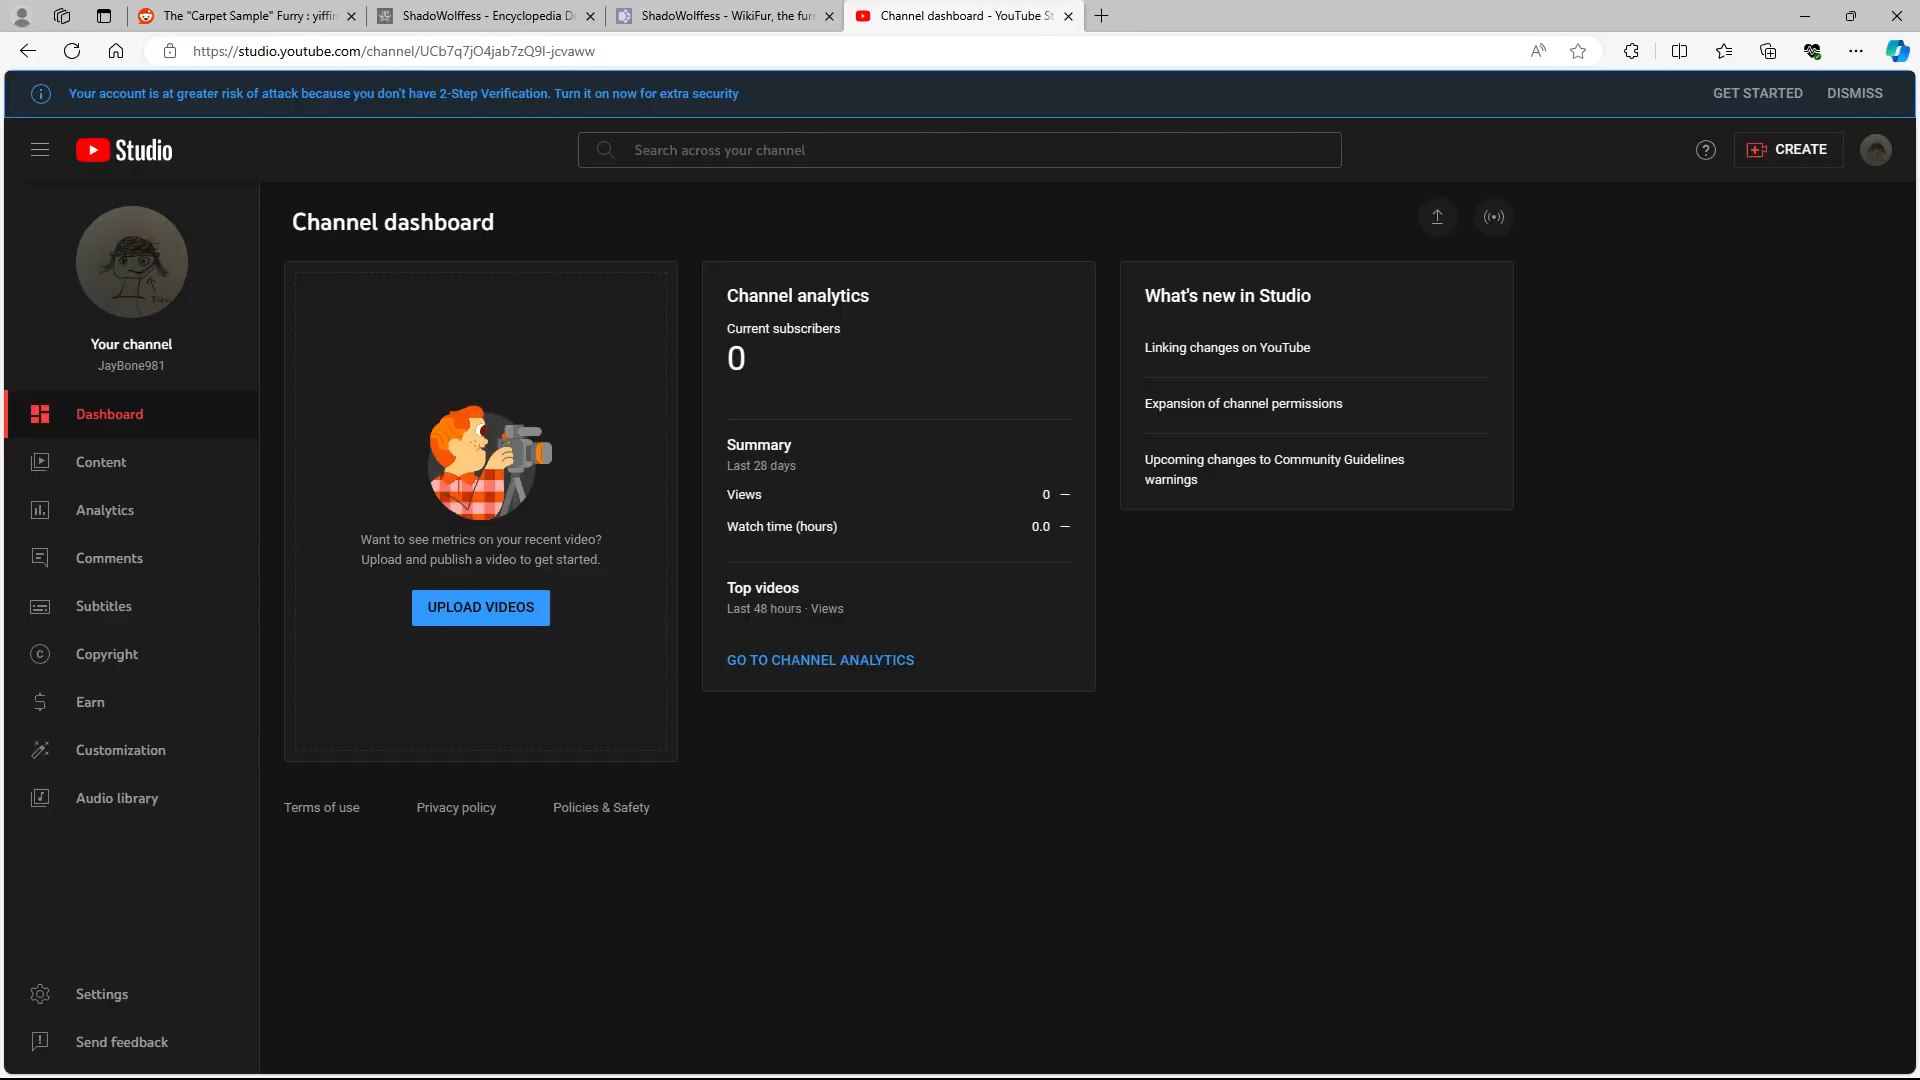 The "Carpet Sample" Furry : yiffin
ShadoWolffess - Encyclopedia D
ShadoWolffess - WikiFur, the furr
Channel dashboard - YouTube St
https://studio.youtube.com/channel/UCb7q7jO4jab7zQ9I-jcvaww
Your account is at greater risk of attack because you don't have 2-Step Verification. Turn it on now for extra security
GET STARTED
DISMISS
Studio
Search across your channel
CREATE
Your channel
JayBone981
Dashboard
Content
Analytics
Comments
Subtitles
Copyright
Earn
Customization
Audio library
Settings
Send feedback
Channel dashboard
Want to see metrics on your recent video?
Upload and publish a video to get started.
UPLOAD VIDEOS
Channel analytics
Current subscribers
0
Summary
Last 28 days
Views 0 —
Watch time (hours) 0.0 —
Top videos
Last 48 hours · Views
GO TO CHANNEL ANALYTICS
What's new in Studio
Linking changes on YouTube
Expansion of channel permissions
Upcoming changes to Community Guidelines
warnings
Terms of use
Privacy policy
Policies & Safety